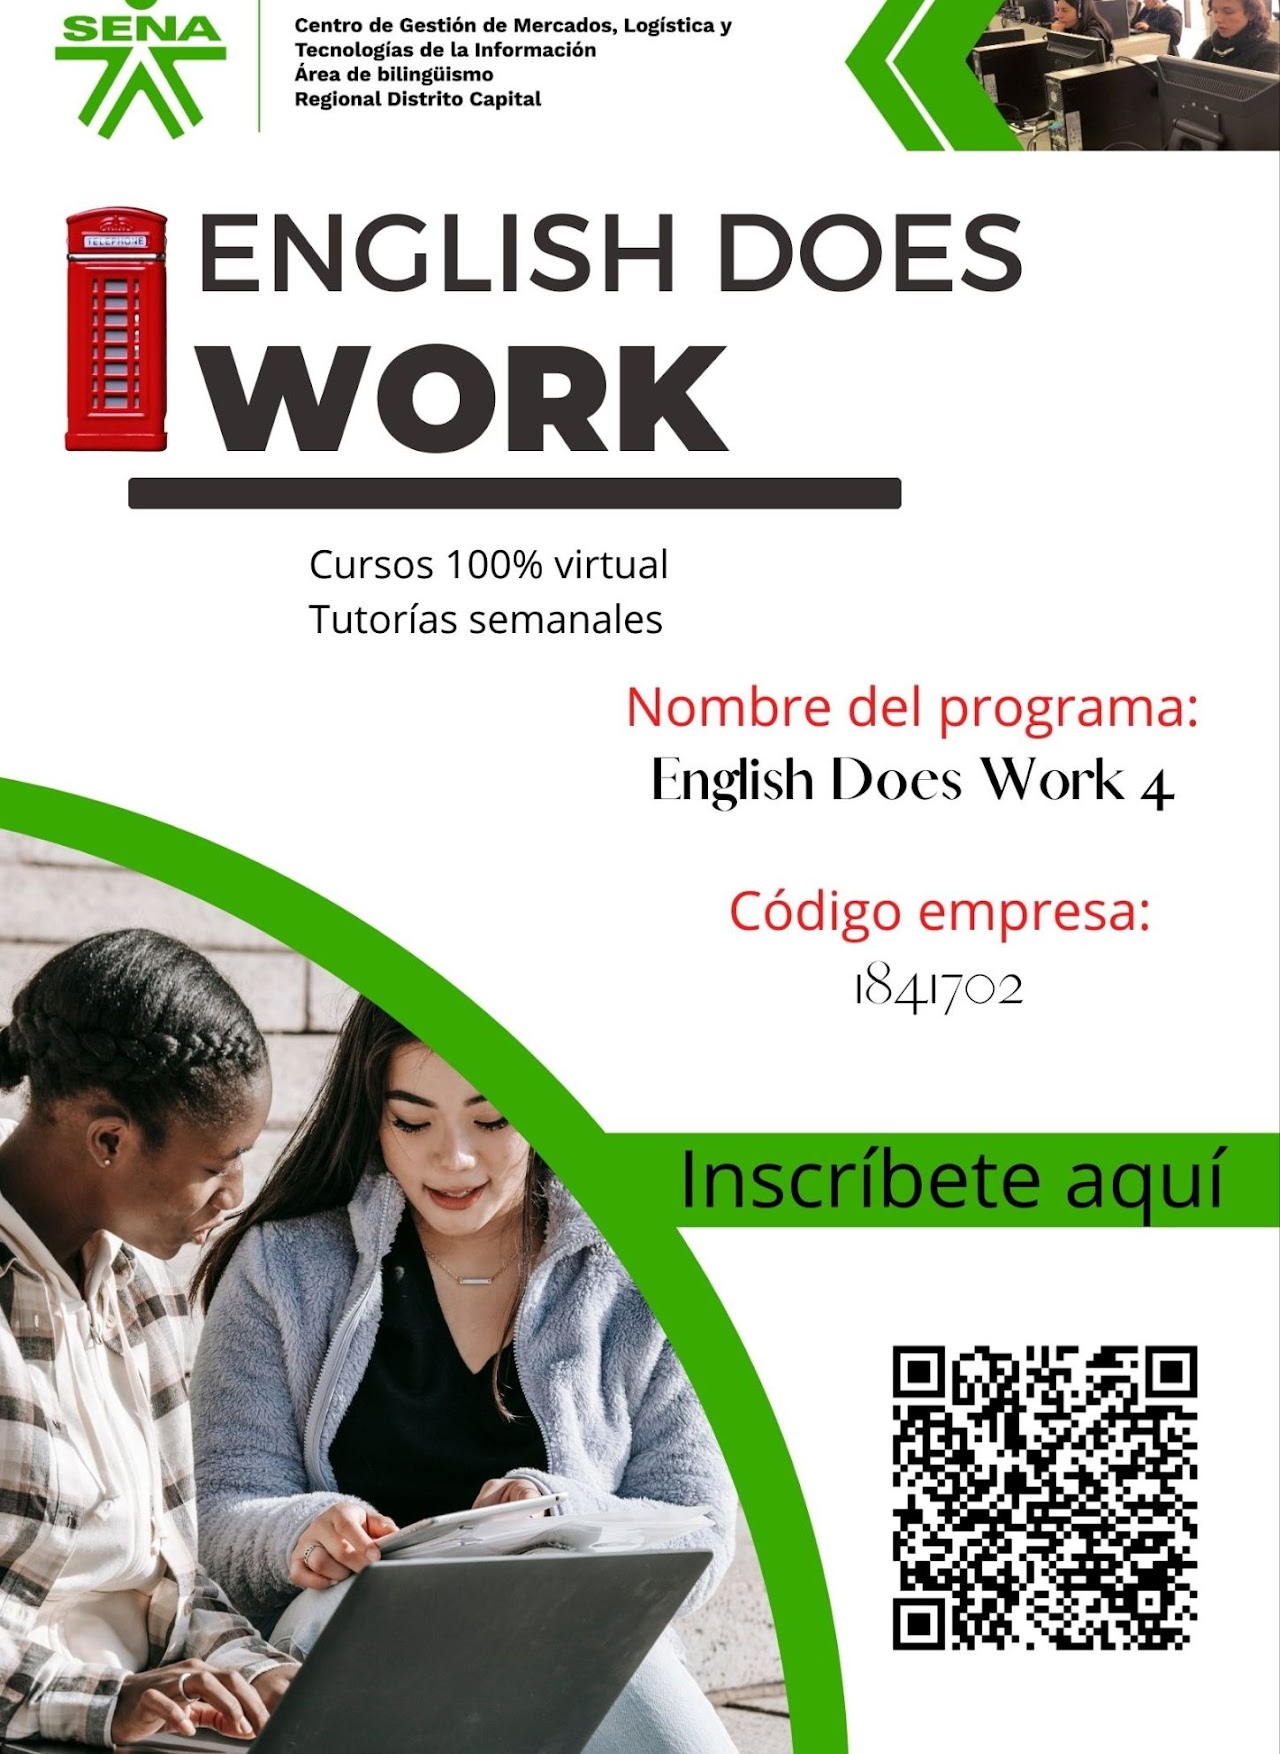 SENA
Centro de Gestión de Mercados, Logística y
Tecnologías de la Información
Área de bilingüismo
Regional Distrito Capital
TELEPHONE
ENGLISH DOES
WORK
Cursos 100% virtual
Tutorías semanales
Nombre del programa:
English Does Work 4
Código empresa:
1841702
Inscríbete aquí